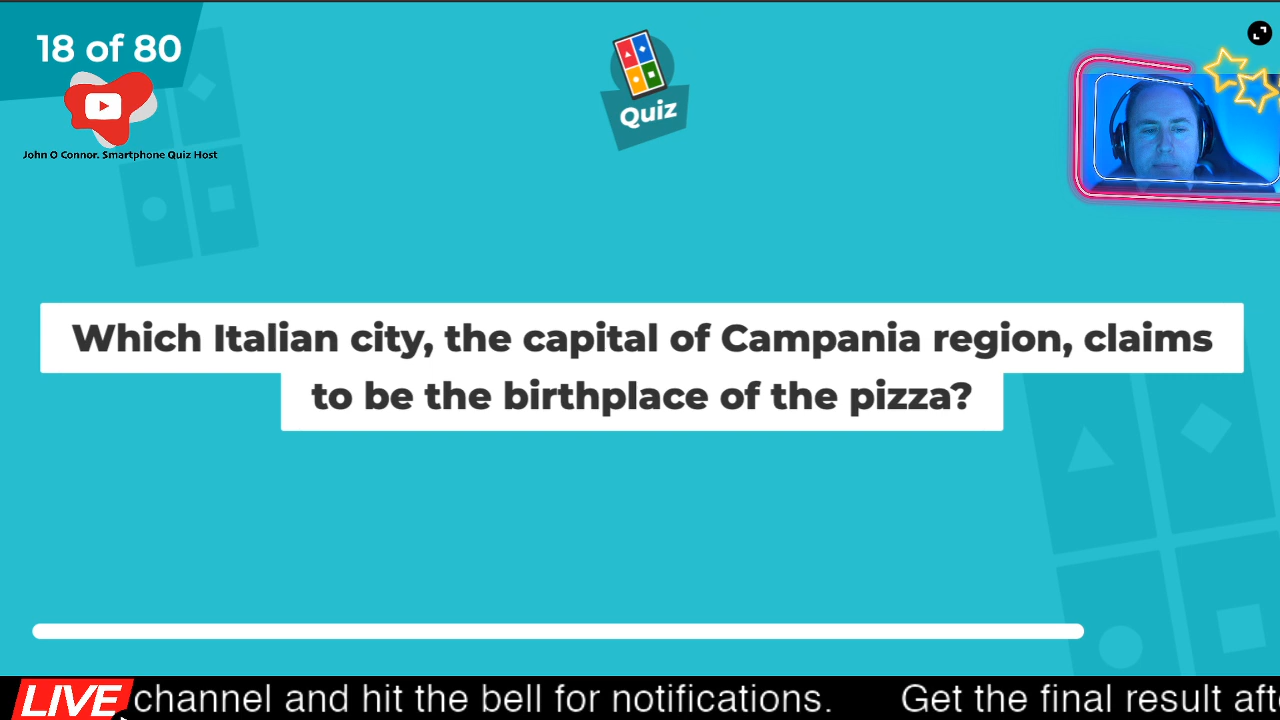 18 of 80
John O Connor. Smartphone Quiz Host
Quiz
Which Italian city, the capital of Campania region, claims
to be the birthplace of the pizza?
LIVE channel and hit the bell for notifications. Get the final result afte